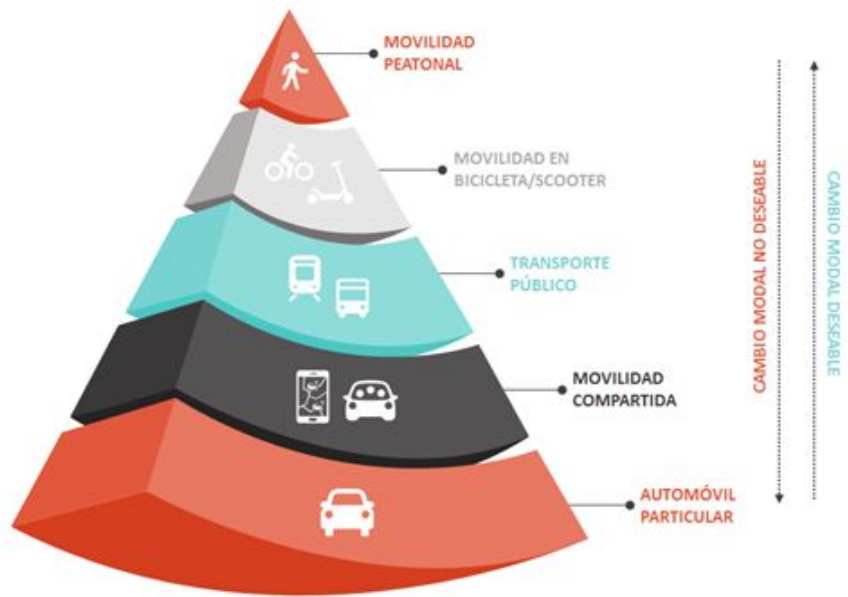 MOVILIDAD
PEATONAL
MOVILIDAD EN
BICICLETA/SCOOTER
TRANSPORTE
PÚBLICO
MOVILIDAD
COMPARTIDA
AUTOMÓVIL
PARTICULAR
CAMBIO MODAL NO DESEABLE
CAMBIO MODAL DESEABLE